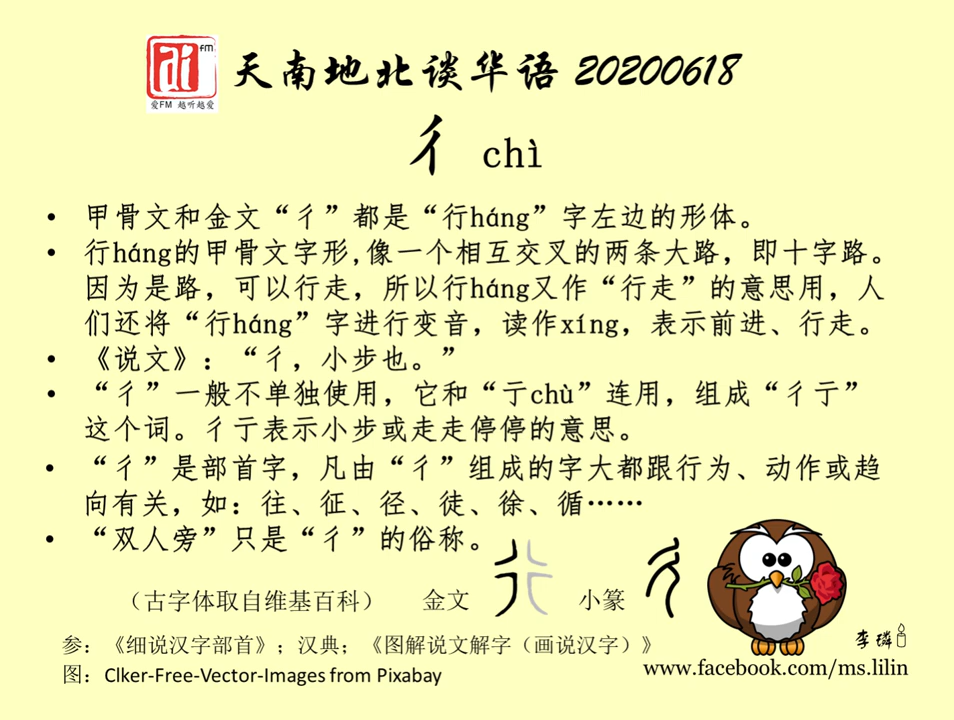 fm
爱FM 越听越爱
天南地北谈华语 20200618
彳 chì
• 甲骨文和金文“彳”都是“行háng”字左边的形体。
• 行háng的甲骨文字形,像一个相互交叉的两条大路，即十字路。
因为是路，可以行走，所以行háng又作“行走”的意思用，人
们还将“行háng”字进行变音，读作xíng，表示前进、行走。
• 《说文》：“彳，小步也。”
• “彳”一般不单独使用，它和“亍chù”连用，组成“彳亍”
这个词。彳亍表示小步或走走停停的意思。
• “彳”是部首字，凡由“彳”组成的字大都跟行为、动作或趋
向有关，如：往、征、径、徒、徐、循……
• “双人旁”只是“彳”的俗称。
（古字体取自维基百科） 金文 小篆
参：《细说汉字部首》；汉典；《图解说文解字（画说汉字）》
李璘
图：Clker-Free-Vector-Images from Pixabay
www.facebook.com/ms.lilin